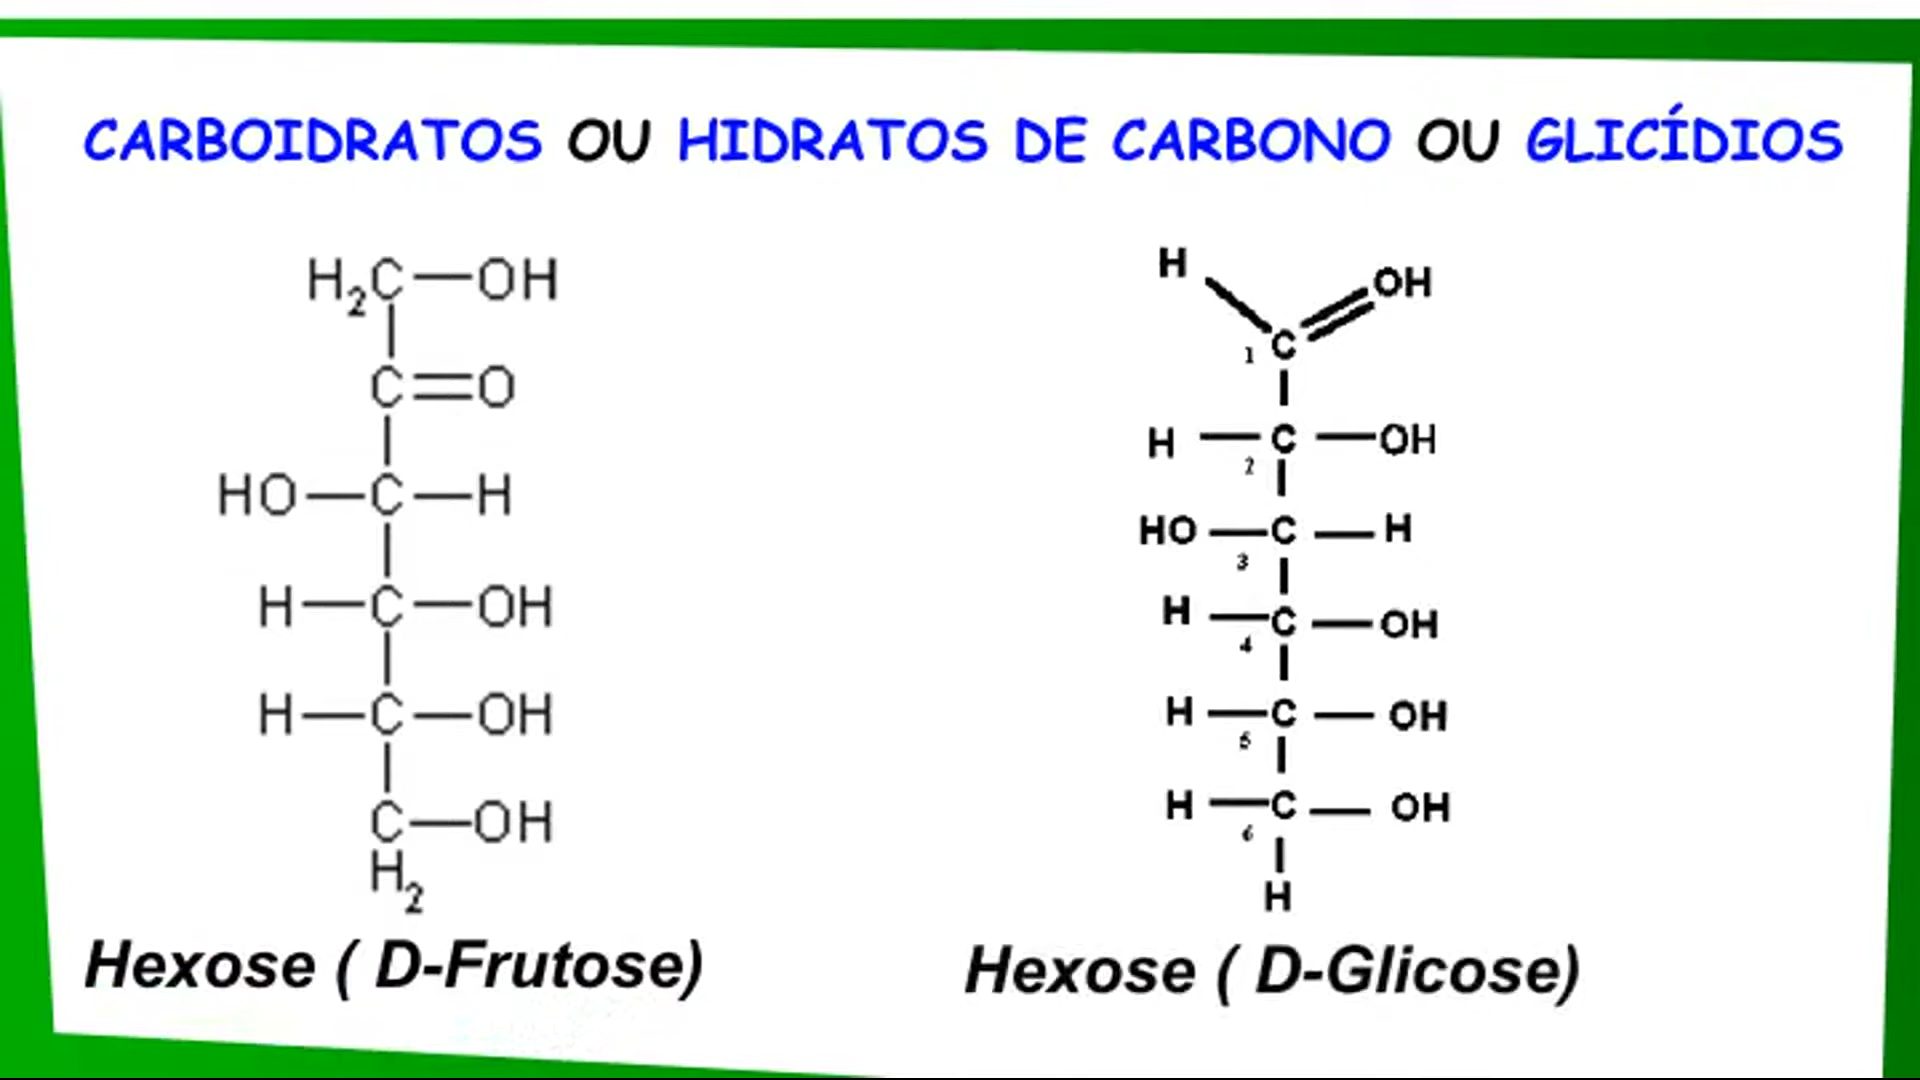 CARBOIDRATOS OU HIDRATOS DE CARBONO OU GLICÍDIOS
H2C—OH
C=O
HO—C—H
H—C—OH
H—C—OH
C—OH
H2
Hexose ( D-Frutose)
H OH
1 C
H C OH
2
HO C H
3
H C OH
4
H C OH
5
H C OH
6
H
Hexose ( D-Glicose)